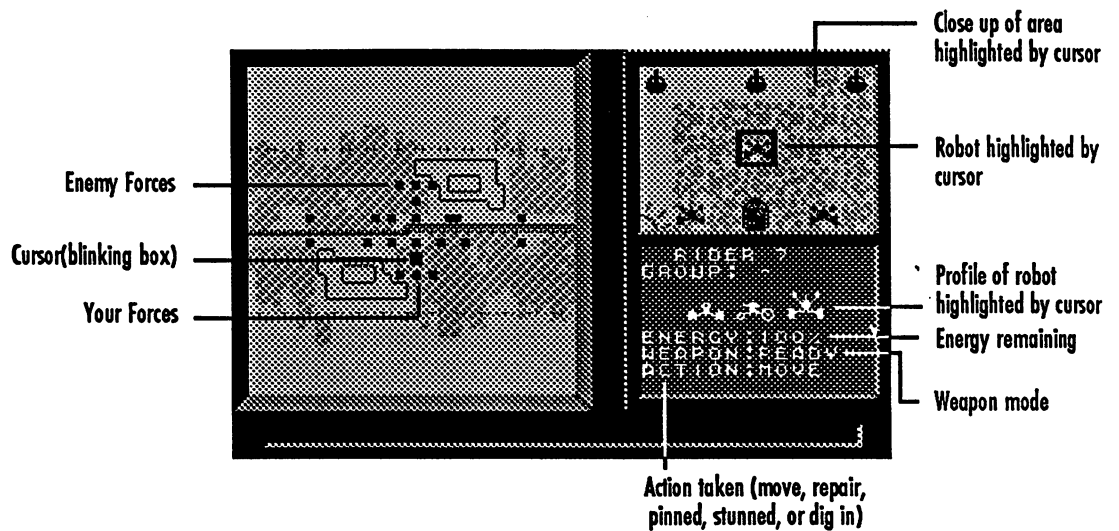 Close up of area
highlighted by cursor
Robot highlighted by
cursor
Enemy Forces
Cursor(blinking box)
Your Forces
RIDER 7
GROUP: -
Profile of robot
highlighted by cursor
ENERGY:100%
Energy remaining
WEAPON:READY
ACTION:MOVE
Weapon mode
Action taken (move, repair,
pinned, stunned, or dig in)